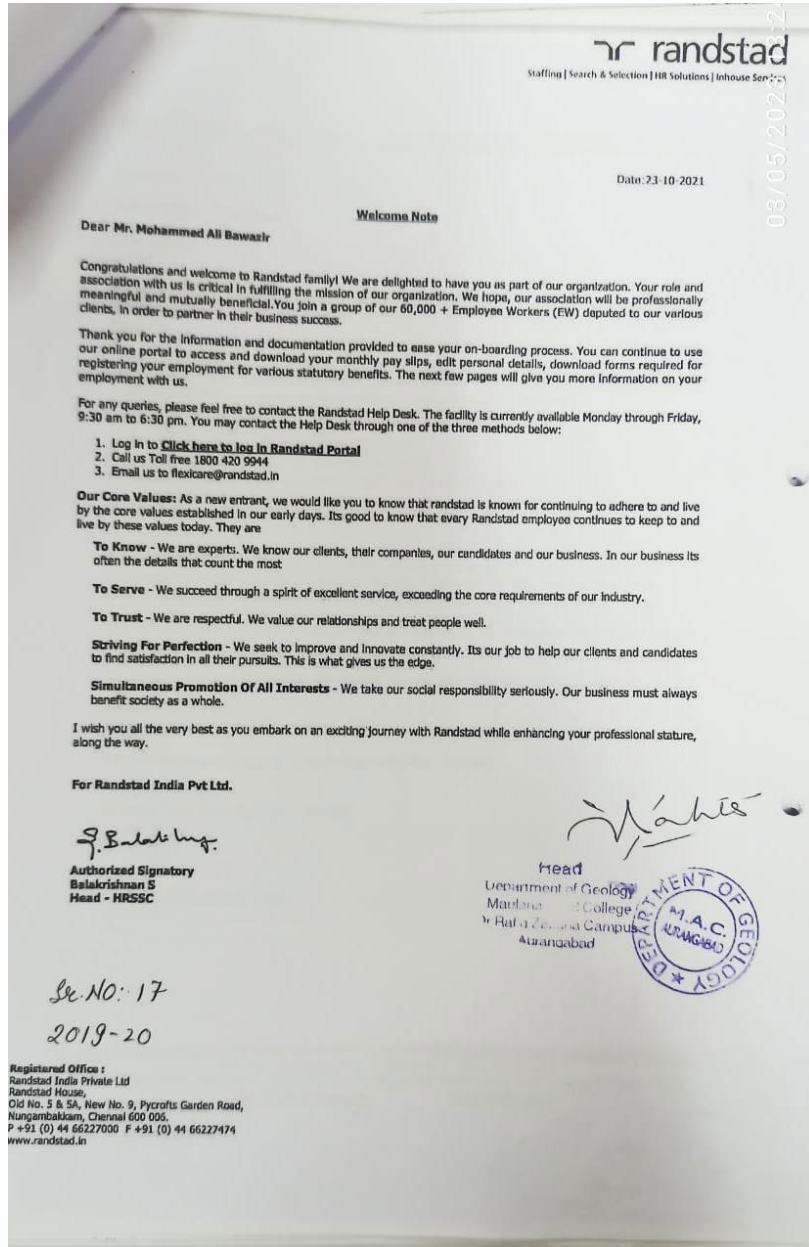 randstad
Staffing | Search & Selection | HR Solutions | Inhouse Services
03/05/2023
Date:23-10-2021
Welcome Note
Dear Mr. Mohammed Ali Bawazir
Congratulations and welcome to Randstad family! We are delighted to have you as part of our organization. Your role and
association with us is critical in fulfilling the mission of our organization. We hope, our association will be professionally
meaningful and mutually beneficial.You join a group of our 60,000 + Employee Workers (EW) deputed to our various
clients, in order to partner in their business success.
Thank you for the information and documentation provided to ease your on-boarding process. You can continue to use
our online portal to access and download your monthly pay slips, edit personal details, download forms required for
registering your employment for various statutory benefits. The next few pages will give you more information on your
employment with us.
For any queries, please feel free to contact the Randstad Help Desk. The facility is currently available Monday through Friday,
9:30 am to 6:30 pm. You may contact the Help Desk through one of the three methods below:
1. Log in to Click here to log in Randstad Portal
2. Call us Toll free 1800 420 9944
3. Email us to flexicare@randstad.in
Our Core Values: As a new entrant, we would like you to know that randstad is known for continuing to adhere to and live
by the core values established in our early days. Its good to know that every Randstad employee continues to keep to and
live by these values today. They are
To Know - We are experts. We know our clients, their companies, our candidates and our business. In our business its
often the details that count the most
To Serve - We succeed through a spirit of excellent service, exceeding the core requirements of our industry.
To Trust - We are respectful. We value our relationships and treat people well.
Striving For Perfection - We seek to improve and innovate constantly. Its our job to help our clients and candidates
to find satisfaction in all their pursuits. This is what gives us the edge.
Simultaneous Promotion Of All Interests - We take our social responsibility seriously. Our business must always
benefit society as a whole.
I wish you all the very best as you embark on an exciting journey with Randstad while enhancing your professional stature,
along the way.
For Randstad India Pvt Ltd.
Authorized Signatory
Balakrishnan S
Head - HRSSC
Head
Department of Geology
Maulana College
Campus
Aurangabad
DEPARTMENT OF GEOLOGY
M.A.C.
AURANGABAD
Sr. NO: 17
2019-20
Registered Office :
Randstad India Private Ltd
Randstad House,
Old No. 5 & 5A, New No. 9, Pycrofts Garden Road,
Nungambakkam, Chennai 600 006.
P +91 (0) 44 66227000 F +91 (0) 44 66227474
www.randstad.in